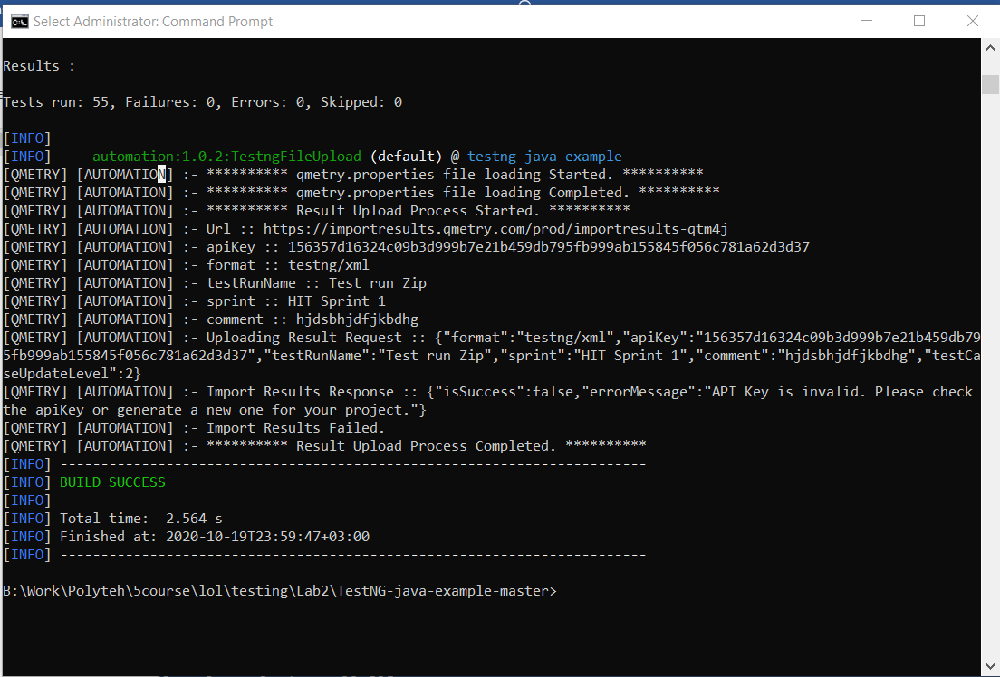 Select Administrator: Command Prompt
Results :
Tests run: 55, Failures: 0, Errors: 0, Skipped: 0
[INFO]
[INFO] --- automation:1.0.2:TestngFileUpload (default) @ testng-java-example ---
[QMETRY] [AUTOMATION] :- ********** qmetry.properties file loading Started. **********
[QMETRY] [AUTOMATION] :- ********** qmetry.properties file loading Completed. **********
[QMETRY] [AUTOMATION] :- ********** Result Upload Process Started. **********
[QMETRY] [AUTOMATION] :- Url :: https://importresults.qmetry.com/prod/importresults-qtm4j
[QMETRY] [AUTOMATION] :- apiKey :: 156357d16324c09b3d999b7e21b459db795fb999ab155845f056c781a62d3d37
[QMETRY] [AUTOMATION] :- format :: testng/xml
[QMETRY] [AUTOMATION] :- testRunName :: Test run Zip
[QMETRY] [AUTOMATION] :- sprint :: HIT Sprint 1
[QMETRY] [AUTOMATION] :- comment :: hjdsbhjdfjkbdhg
[QMETRY] [AUTOMATION] :- Uploading Result Request :: {"format":"testng/xml","apiKey":"156357d16324c09b3d999b7e21b459db79
5fb999ab155845f056c781a62d3d37","testRunName":"Test run Zip","sprint":"HIT Sprint 1","comment":"hjdsbhjdfjkbdhg","testCa
seUpdateLevel":2}
[QMETRY] [AUTOMATION] :- Import Results Response :: {"isSuccess":false,"errorMessage":"API Key is invalid. Please check
the apiKey or generate a new one for your project."}
[QMETRY] [AUTOMATION] :- Import Results Failed.
[QMETRY] [AUTOMATION] :- ********** Result Upload Process Completed. **********
[INFO] ------------------------------------------------------------------------
[INFO] BUILD SUCCESS
[INFO] ------------------------------------------------------------------------
[INFO] Total time:  2.564 s
[INFO] Finished at: 2020-10-19T23:59:47+03:00
[INFO] ------------------------------------------------------------------------
B:\Work\Polyteh\5course\lol\testing\Lab2\TestNG-java-example-master>